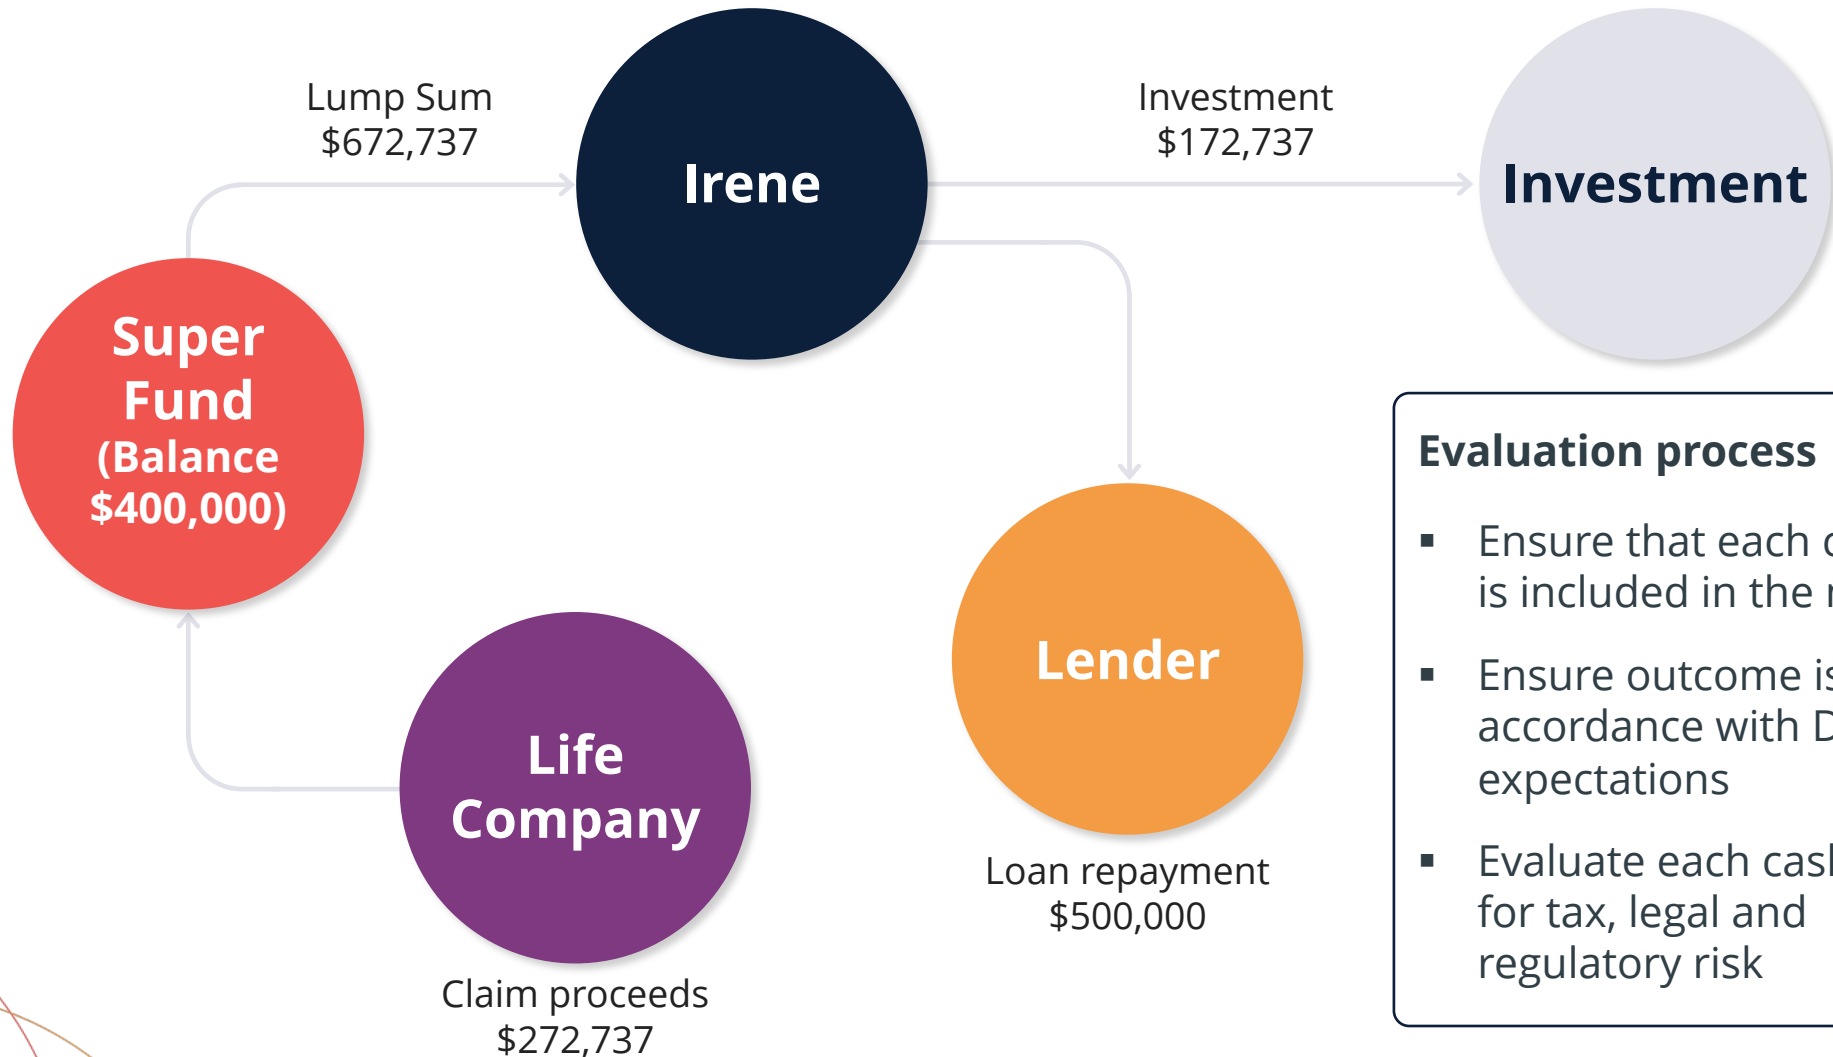 Lump Sum
$672,737
Irene
Investment
$172,737
Investment
Super
Fund
(Balance
$400,000)
Life
Company
Claim proceeds
$272,737
Lender
Loan repayment
$500,000
Evaluation process
▪ Ensure that each
is included in the
▪ Ensure outcome
accordance with
expectations
▪ Evaluate each
for tax, legal and
regulatory risk